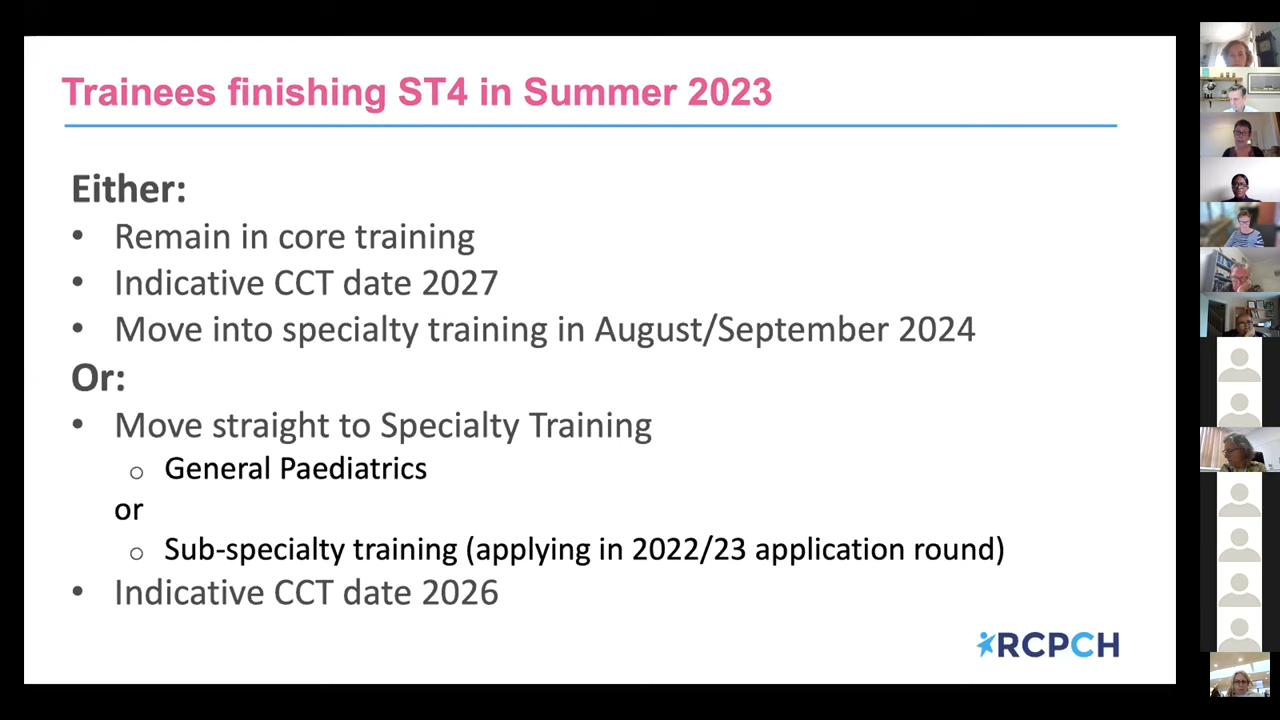 Trainees finishing ST4 in Summer 2023
Either:
• Remain in core training
• Indicative CCT date 2027
• Move into specialty training in August/September 2024
Or:
• Move straight to Specialty Training
o General Paediatrics
or
o Sub-specialty training (applying in 2022/23 application round)
• Indicative CCT date 2026
RCPCH